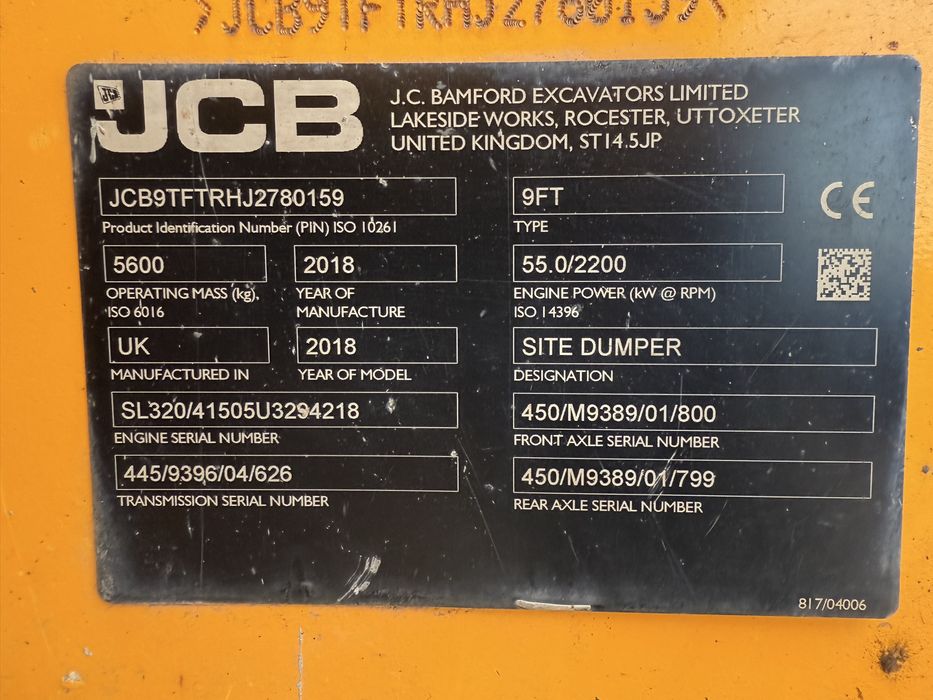 JCB9TFTRHJ2780159
JCB
J.C. BAMFORD EXCAVATORS LIMITED
LAKESIDE WORKS, ROCESTER, UTTOXETER
UNITED KINGDOM, ST14.5JP
JCB9TFTRHJ2780159
Product Identification Number (PIN) ISO 10261
9FT
TYPE
CE
5600
OPERATING MASS (kg),
ISO 6016
2018
YEAR OF
MANUFACTURE
55.0/2200
ENGINE POWER (kW @ RPM)
ISO 14396
UK
MANUFACTURED IN
2018
YEAR OF MODEL
SITE DUMPER
DESIGNATION
SL320/41505U3294218
ENGINE SERIAL NUMBER
450/M9389/01/800
FRONT AXLE SERIAL NUMBER
445/9396/04/626
TRANSMISSION SERIAL NUMBER
450/M9389/01/799
REAR AXLE SERIAL NUMBER
817/04006